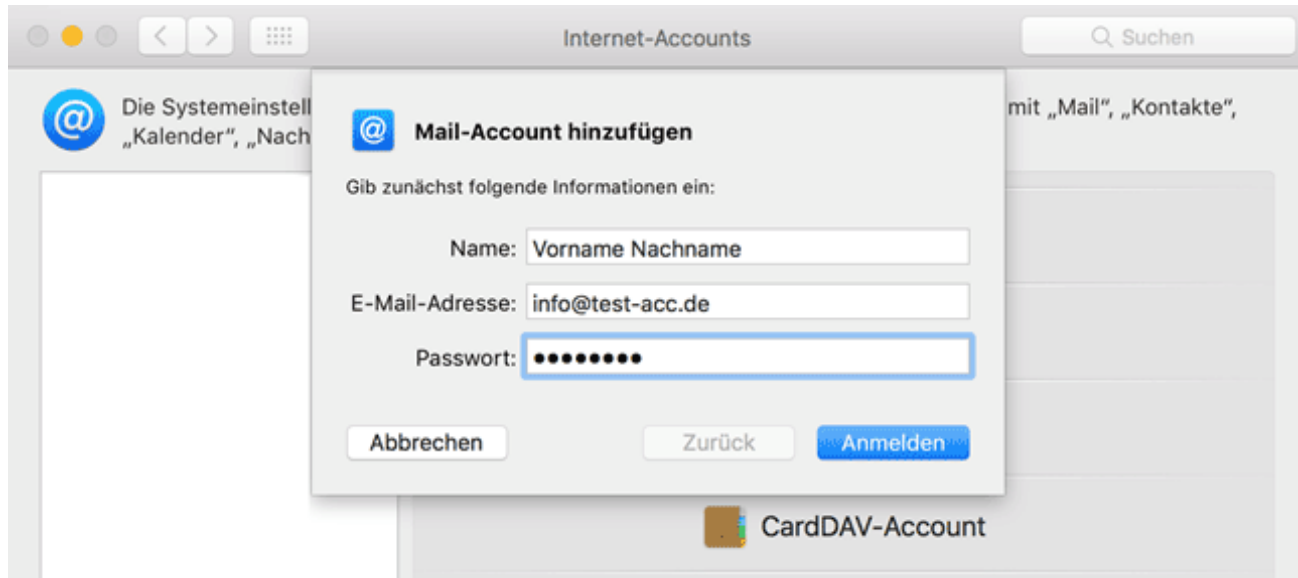 Internet-Accounts
Suchen
Die Systemeinstell
mit „Mail“, „Kontakte“,
„Kalender“, „Nach
Mail-Account hinzufügen
Gib zunächst folgende Informationen ein:
Name: Vorname Nachname
E-Mail-Adresse: info@test-acc.de
Passwort: ●●●●●●●●
Abbrechen Zurück Anmelden
CardDAV-Account